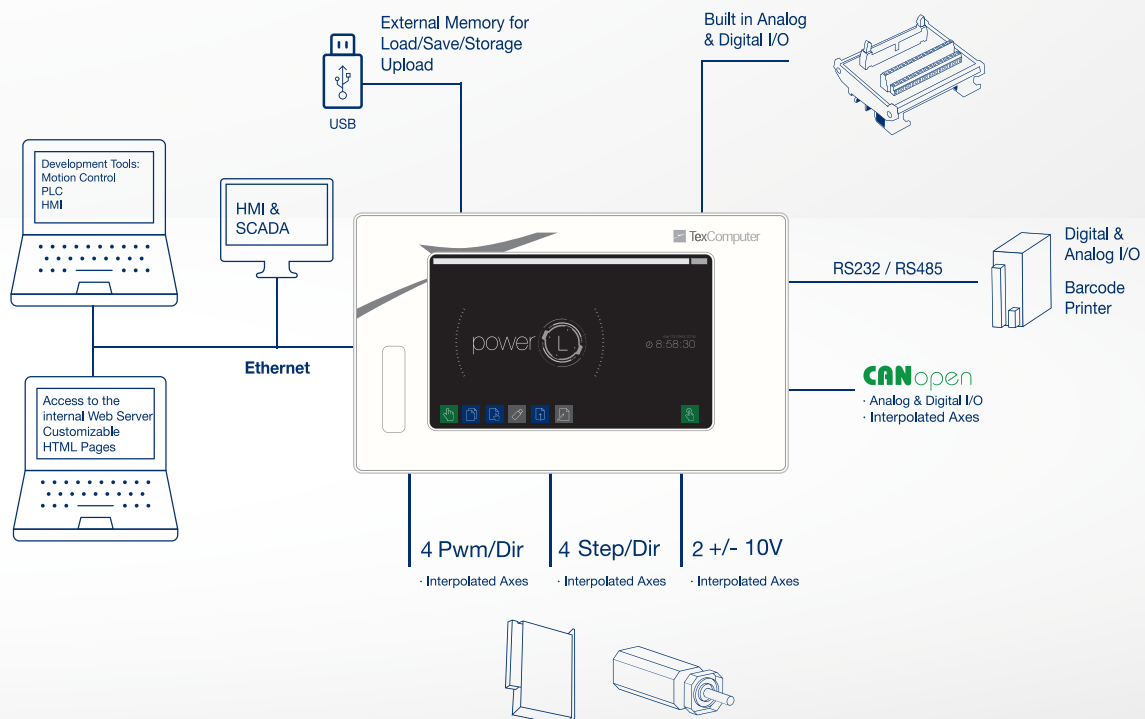 External Memory for
Load/Save/Storage
Upload
USB
Built in Analog
& Digital I/O
Development Tools:
Motion Control
PLC
HMI
HMI &
SCADA
TexComputer
RS232 / RS485
Digital &
Analog I/O
Barcode
Printer
power L
8:58:30
Ethernet
CANopen
· Analog & Digital I/O
· Interpolated Axes
Access to the
internal Web Server
Customizable
HTML Pages
4 Pwm/Dir
· Interpolated Axes
4 Step/Dir
· Interpolated Axes
2 +/- 10V
· Interpolated Axes